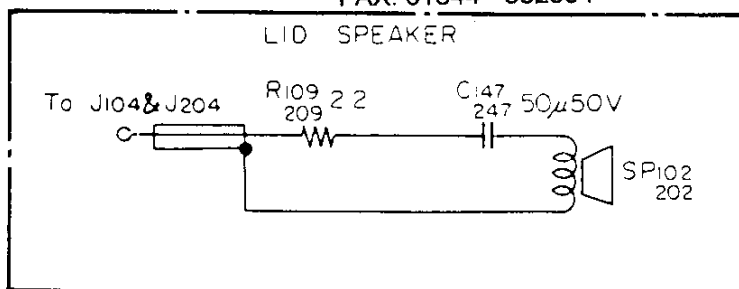 LID SPEAKER
To J104&J204
R109 22
209
C147 50µ50V
247
SP102
202